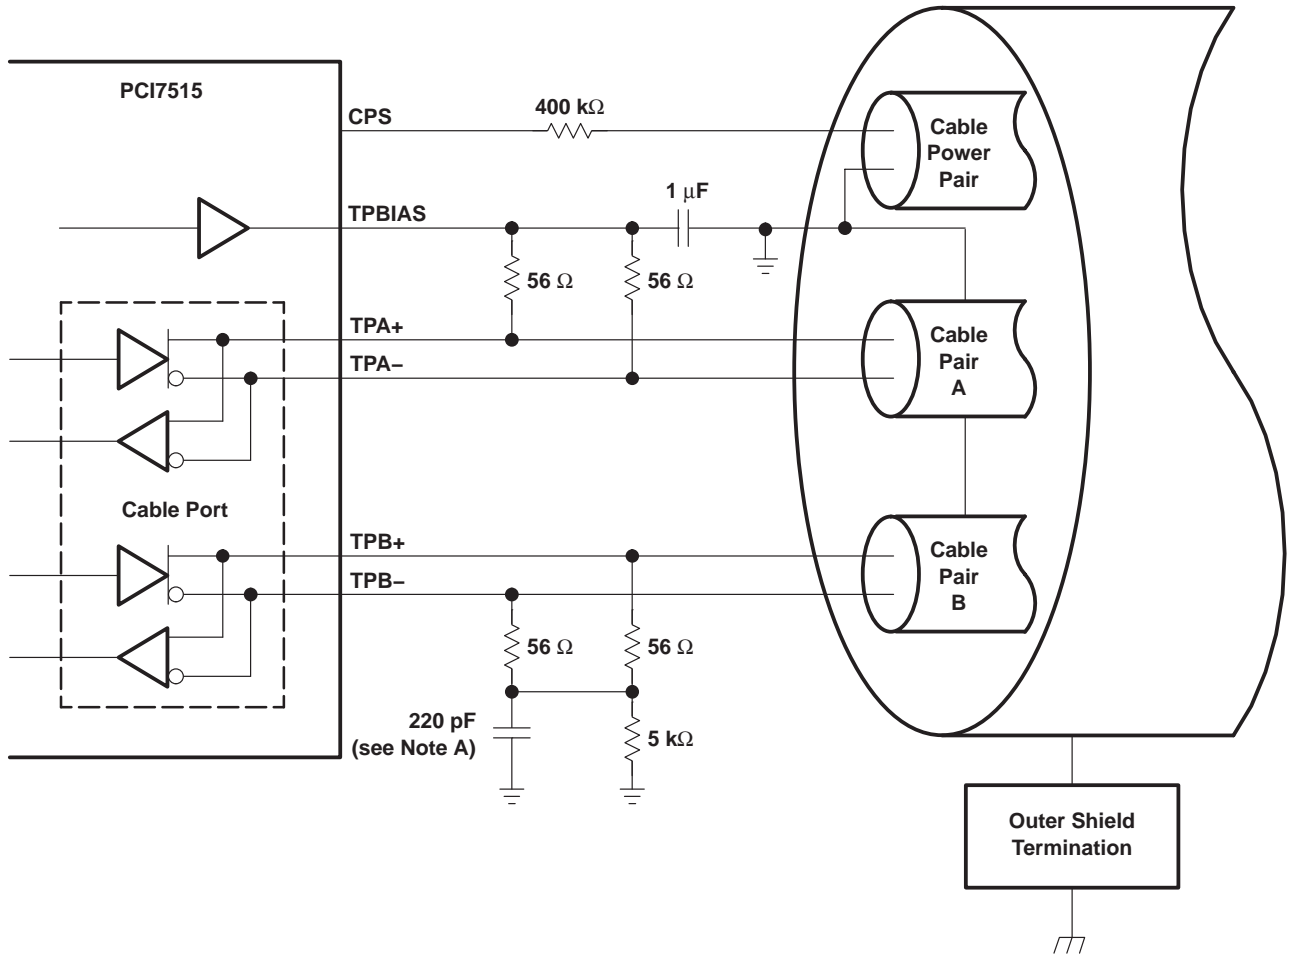 PCI7515
CPS
400 kΩ
Cable
Power
Pair
TPBIAS
1 μF
56 Ω
56 Ω
TPA+
TPA–
Cable
Pair
A
Cable Port
TPB+
TPB–
Cable
Pair
B
56 Ω
56 Ω
220 pF
(see Note A)
5 kΩ
Outer Shield
Termination